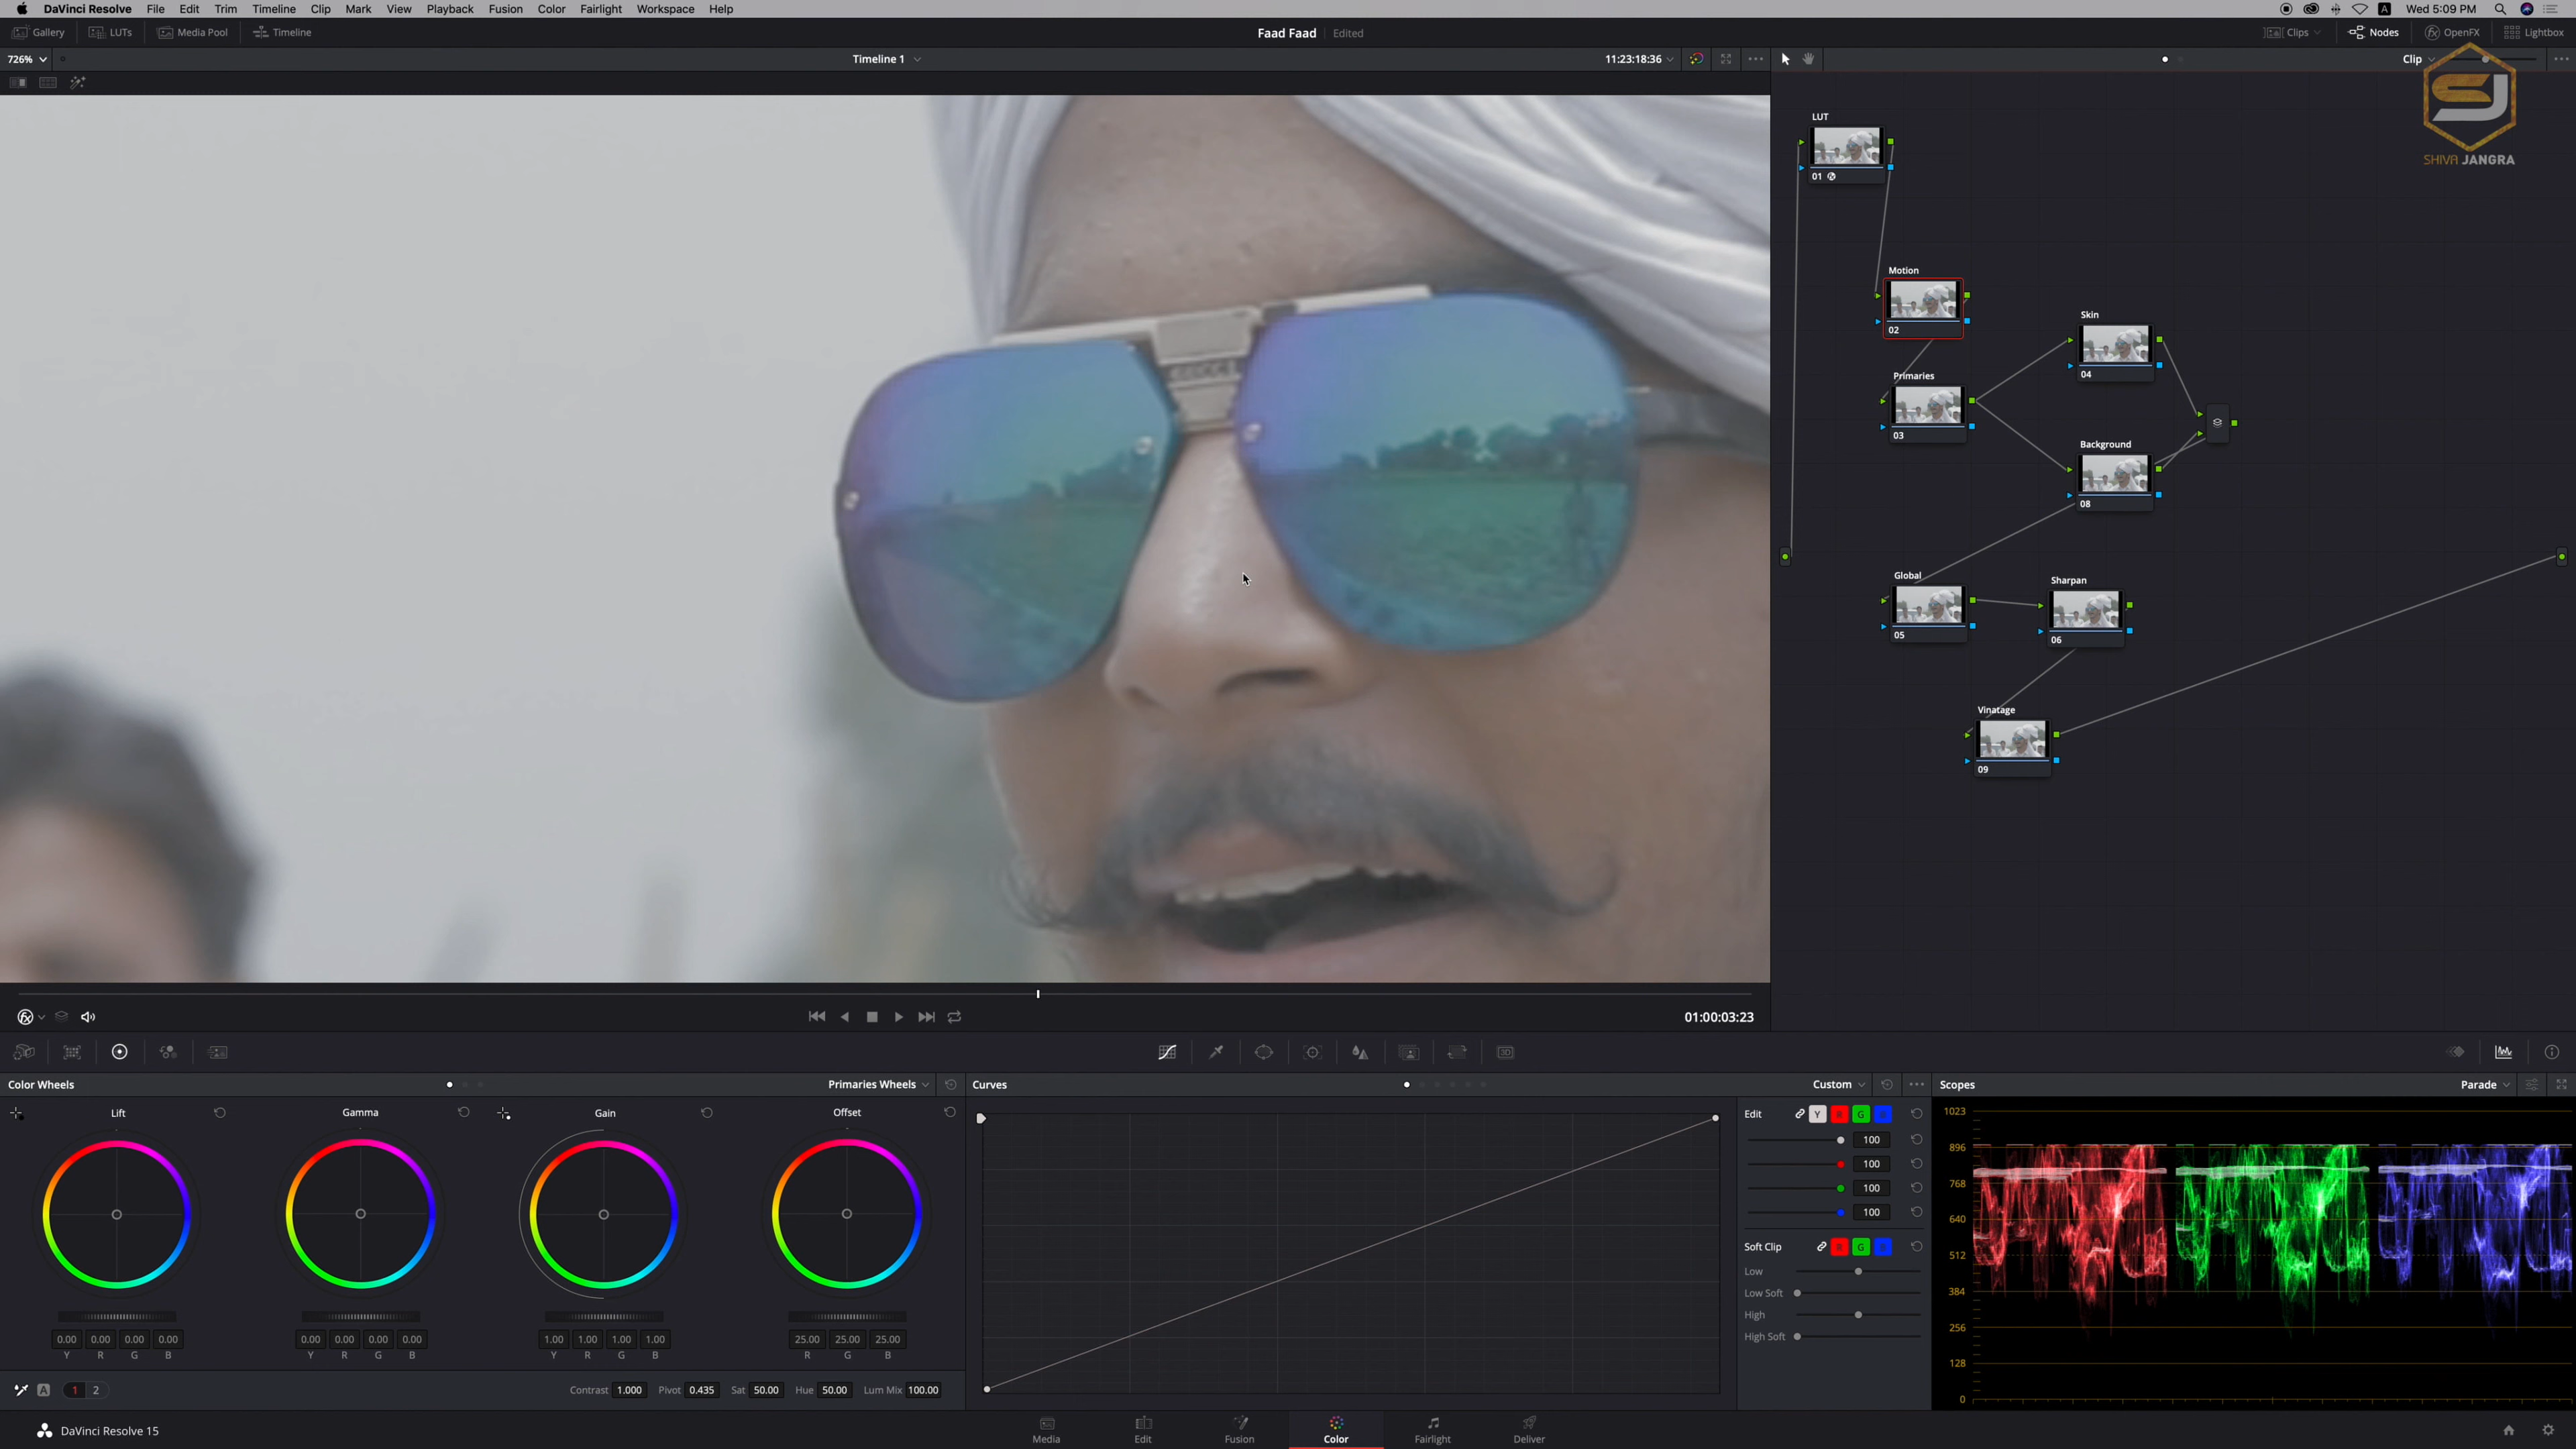 DaVinci Resolve File Edit Trim Timeline Clip Mark View Playback Fusion Color Fairlight Workspace Help A Wed 5:09 PM
Gallery LUTs Media Pool Timeline Faad Faad Edited Clips Nodes fx OpenFX Lightbox
726% Timeline 1 11:23:18:36 Clip
SJ
SHIVA JANGRA
LUT
01
Motion
02
Skin
04
Primaries
03
Background
08
Global
05
Sharpan
06
Vinatage
09
fx 01:00:03:23
3D
Color Wheels Primaries Wheels Curves Custom Scopes Parade
Lift Gamma Gain Offset
Edit Y R G B
100
100
100
100
Soft Clip R G B
Low
Low Soft
High
High Soft
1023
896
768
640
512
384
256
128
0
0.00 0.00 0.00 0.00 0.00 0.00 0.00 0.00 1.00 1.00 1.00 1.00 25.00 25.00 25.00
Y R G B Y R G B Y R G B R G B
A 1 2 Contrast 1.000 Pivot 0.435 Sat 50.00 Hue 50.00 Lum Mix 100.00
DaVinci Resolve 15 Media Edit Fusion Color Fairlight Deliver